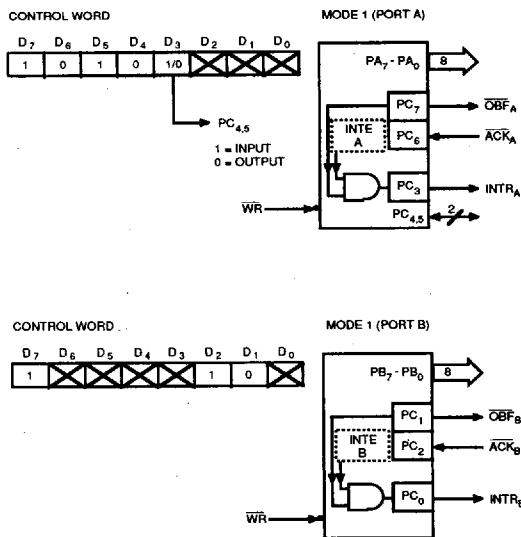 CONTROL WORD
D7 D6 D5 D4 D3 D2 D1 D0
1 0 1 0 1/0
PC4,5
1 = INPUT
0 = OUTPUT
MODE 1 (PORT A)
PA7 - PA0 8
PC7 OBFA
INTE A
PC6 ACKA
PC3 INTRA
WR
PC4,5 2
CONTROL WORD
D7 D6 D5 D4 D3 D2 D1 D0
1 1 0
MODE 1 (PORT B)
PB7 - PB0 8
PC1 OBFB
INTE B
PC2 ACKB
PC0 INTRB
WR